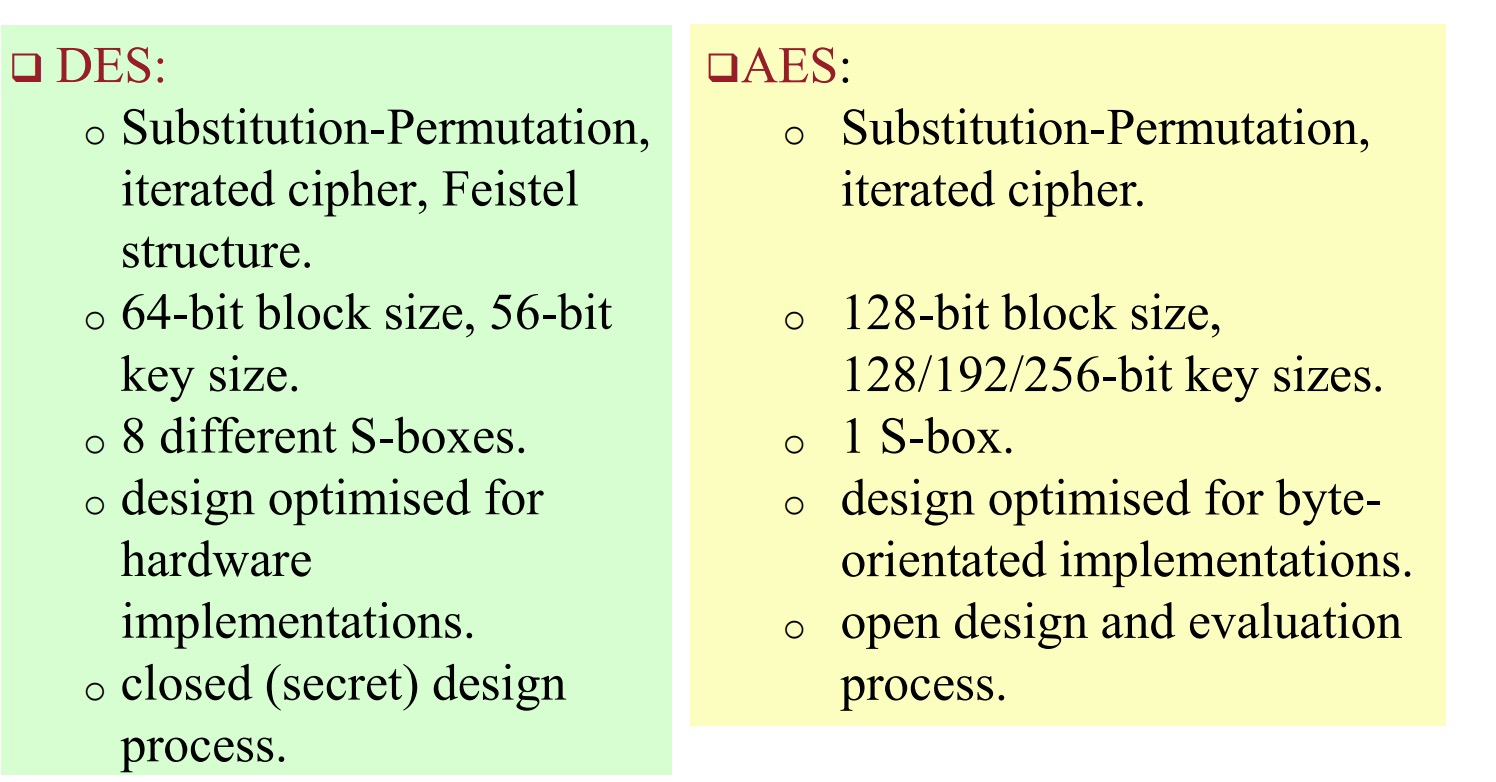 ❑ DES:
o Substitution-Permutation,
iterated cipher, Feistel
structure.
o 64-bit block size, 56-bit
key size.
o 8 different S-boxes.
o design optimised for
hardware
implementations.
o closed (secret) design
process.
❑AES:
o Substitution-Permutation,
iterated cipher.
o 128-bit block size,
128/192/256-bit key sizes.
o 1 S-box.
o design optimised for byte-
orientated implementations.
o open design and evaluation
process.